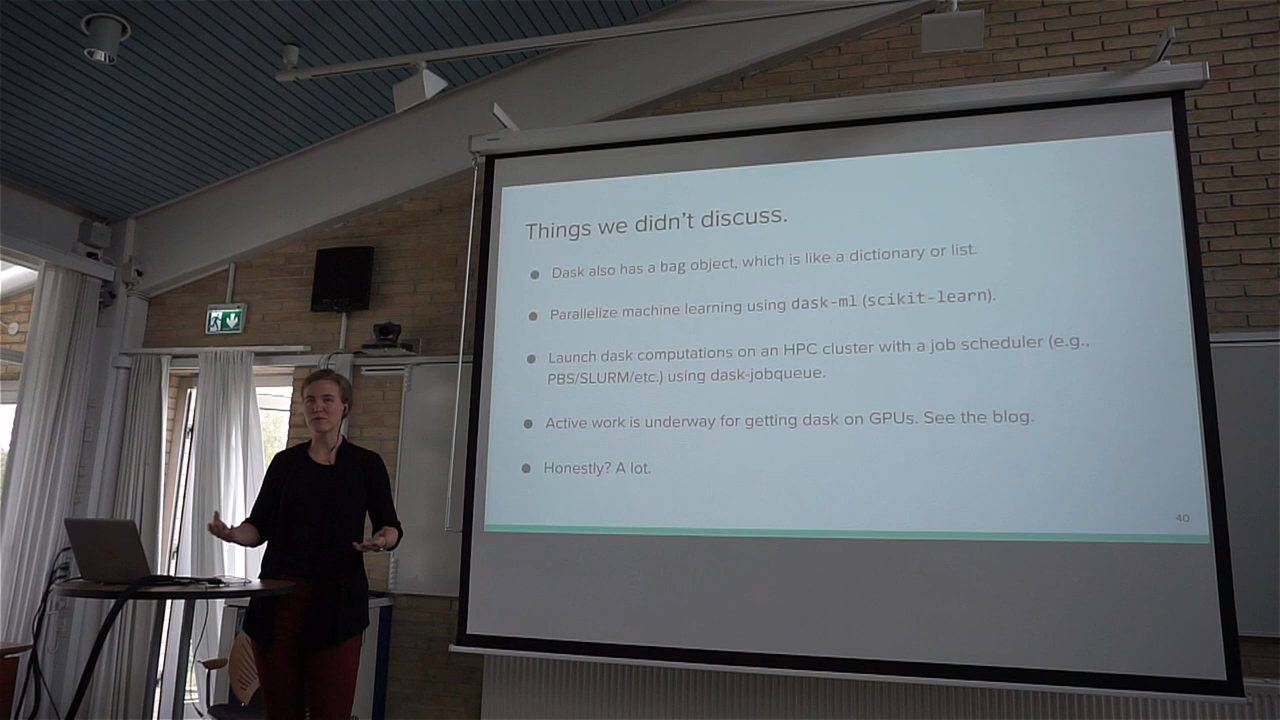 Things we didn't discuss.
Dask also has a bag object, which is like a dictionary or list.
Parallelize machine learning using dask-ml (scikit-learn).
Launch dask computations on an HPC cluster with a job scheduler (e.g.,
PBS/SLURM/etc.) using dask-jobqueue.
Active work is underway for getting dask on GPUs. See the blog.
Honestly? A lot.
40